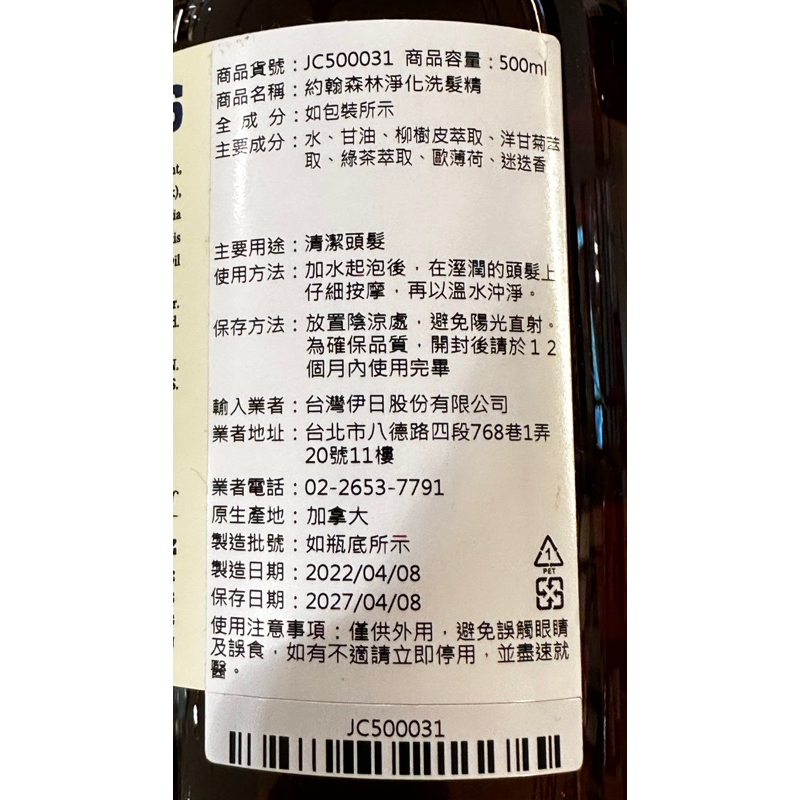 商品貨號：JC500031 商品容量：500ml
商品名稱：約翰森林淨化洗髮精
全 成 分：如包裝所示
主要成分：水、甘油、柳樹皮萃取、洋甘菊萃
取、綠茶萃取、歐薄荷、迷迭香
主要用途：清潔頭髮
使用方法：加水起泡後，在溼潤的頭髮上
仔細按摩，再以溫水沖淨。
保存方法：放置陰涼處，避免陽光直射。
為確保品質，開封後請於１２
個月內使用完畢
輸入業者：台灣伊日股份有限公司
業者地址：台北市八德路四段768巷1弄
20號11樓
業者電話：02-2653-7791
原生產地：加拿大
製造批號：如瓶底所示
製造日期：2022/04/08
保存日期：2027/04/08
使用注意事項：僅供外用，避免誤觸眼睛
及誤食，如有不適請立即停用，並盡速就
醫。
1
PET
JC500031